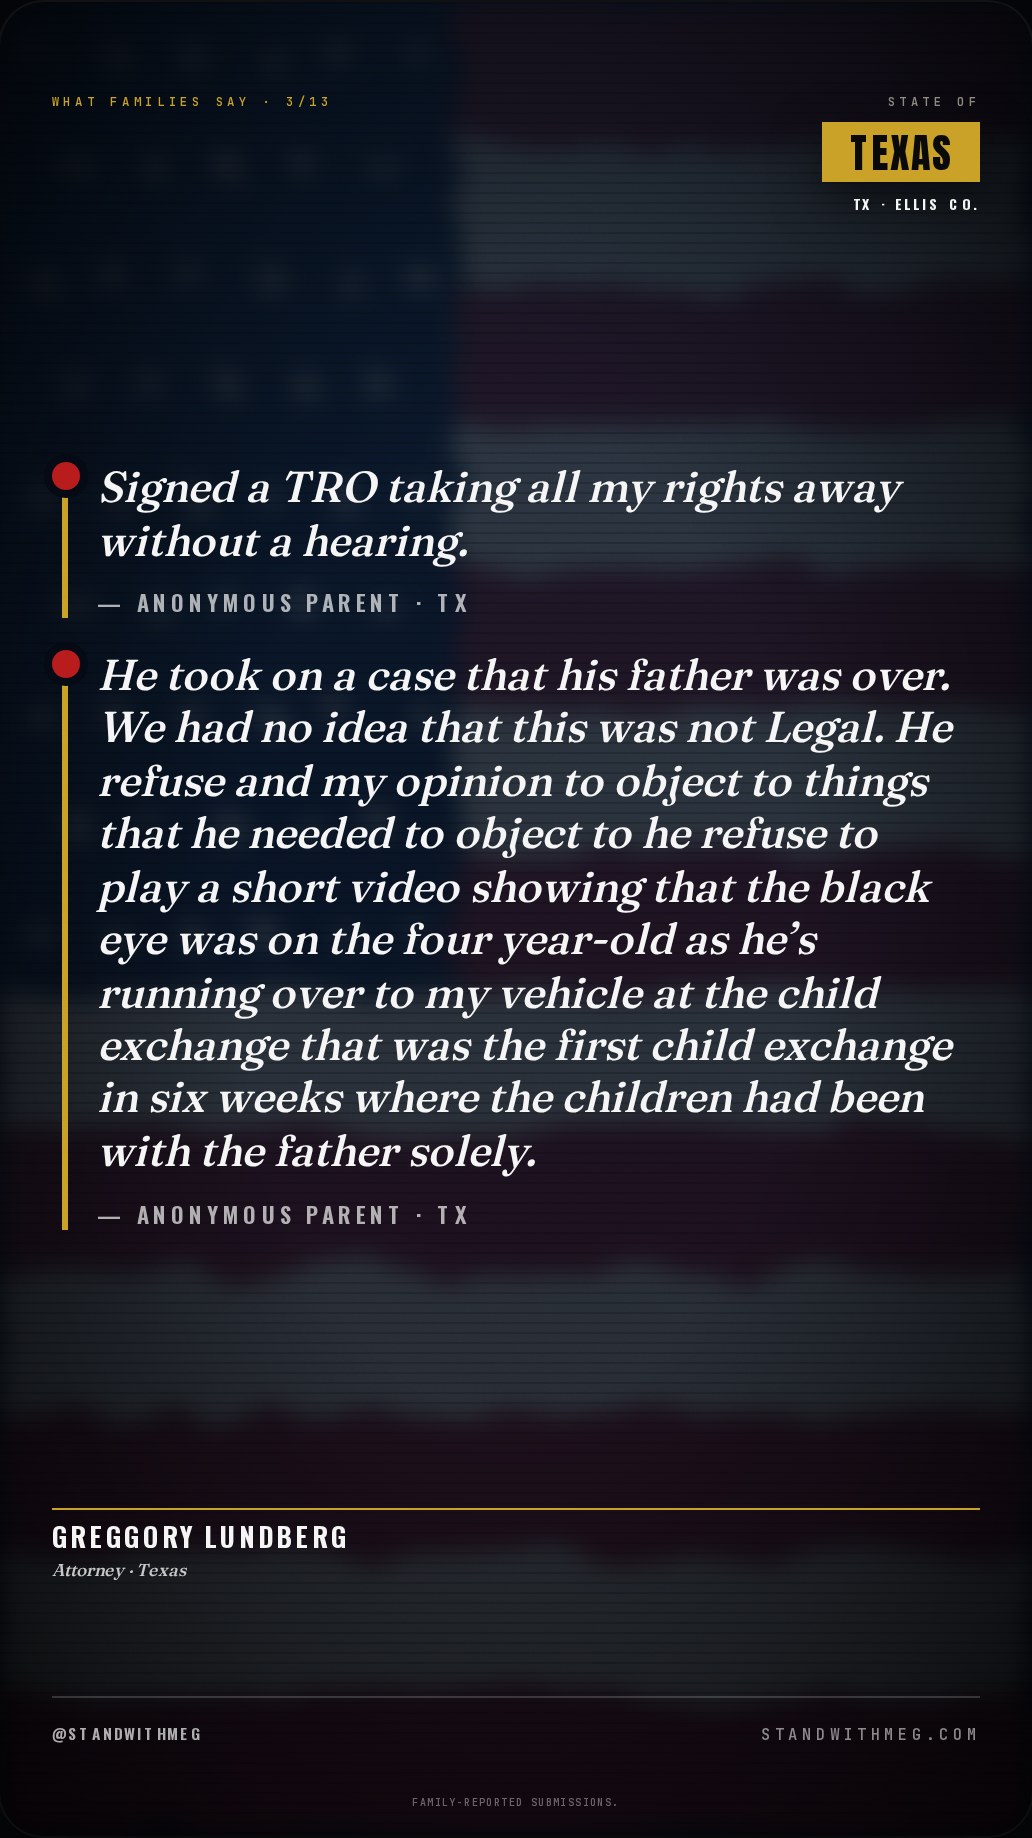 WHAT FAMILIES SAY · 3/13
STATE OF
TEXAS
TX · ELLIS CO.
Signed a TRO taking all my rights away
without a hearing.
— ANONYMOUS PARENT · TX
He took on a case that his father was over.
We had no idea that this was not Legal. He
refuse and my opinion to object to things
that he needed to object to he refuse to
play a short video showing that the black
eye was on the four year-old as he’s
running over to my vehicle at the child
exchange that was the first child exchange
in six weeks where the children had been
with the father solely.
— ANONYMOUS PARENT · TX
GREGGORY LUNDBERG
Attorney · Texas
@STANDWITHMEG
STANDWITHMEG.COM
FAMILY-REPORTED SUBMISSIONS.